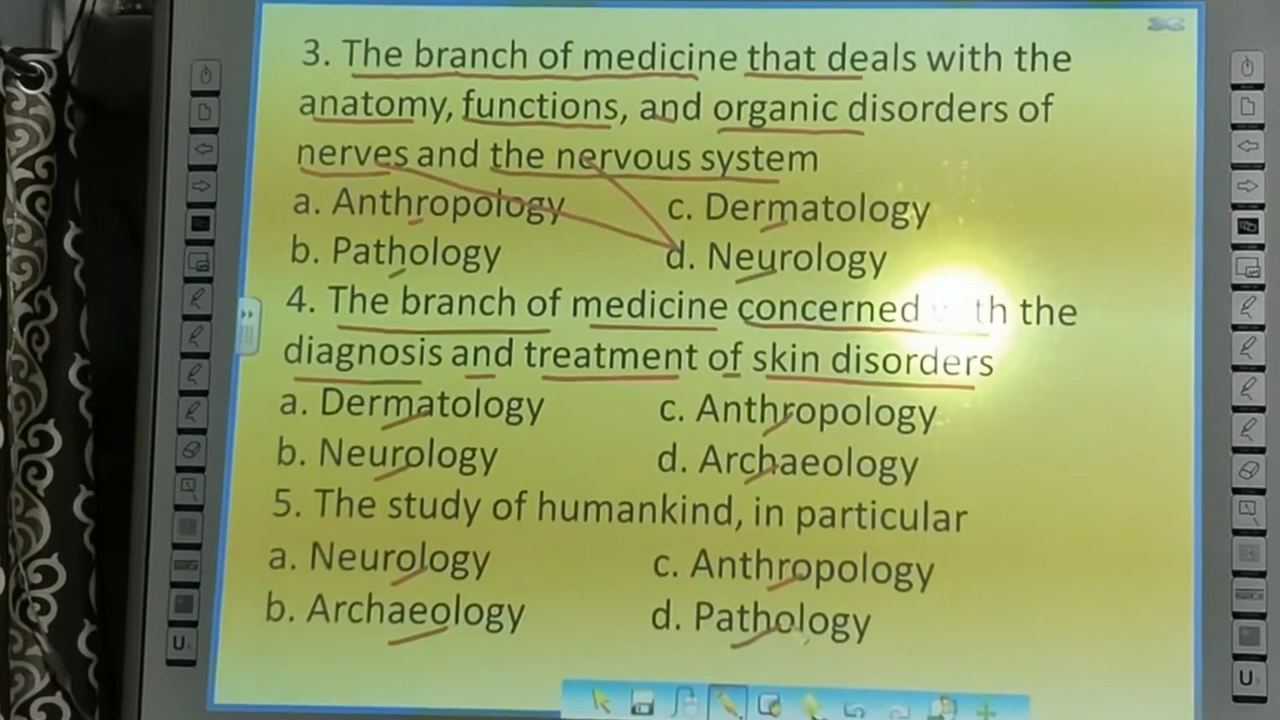 3. The branch of medicine that deals with the
anatomy, functions, and organic disorders of
nerves and the nervous system
a. Anthropology c. Dermatology
b. Pathology d. Neurology
4. The branch of medicine concerned with the
diagnosis and treatment of skin disorders
a. Dermatology c. Anthropology
b. Neurology d. Archaeology
5. The study of humankind, in particular
a. Neurology c. Anthropology
b. Archaeology d. Pathology